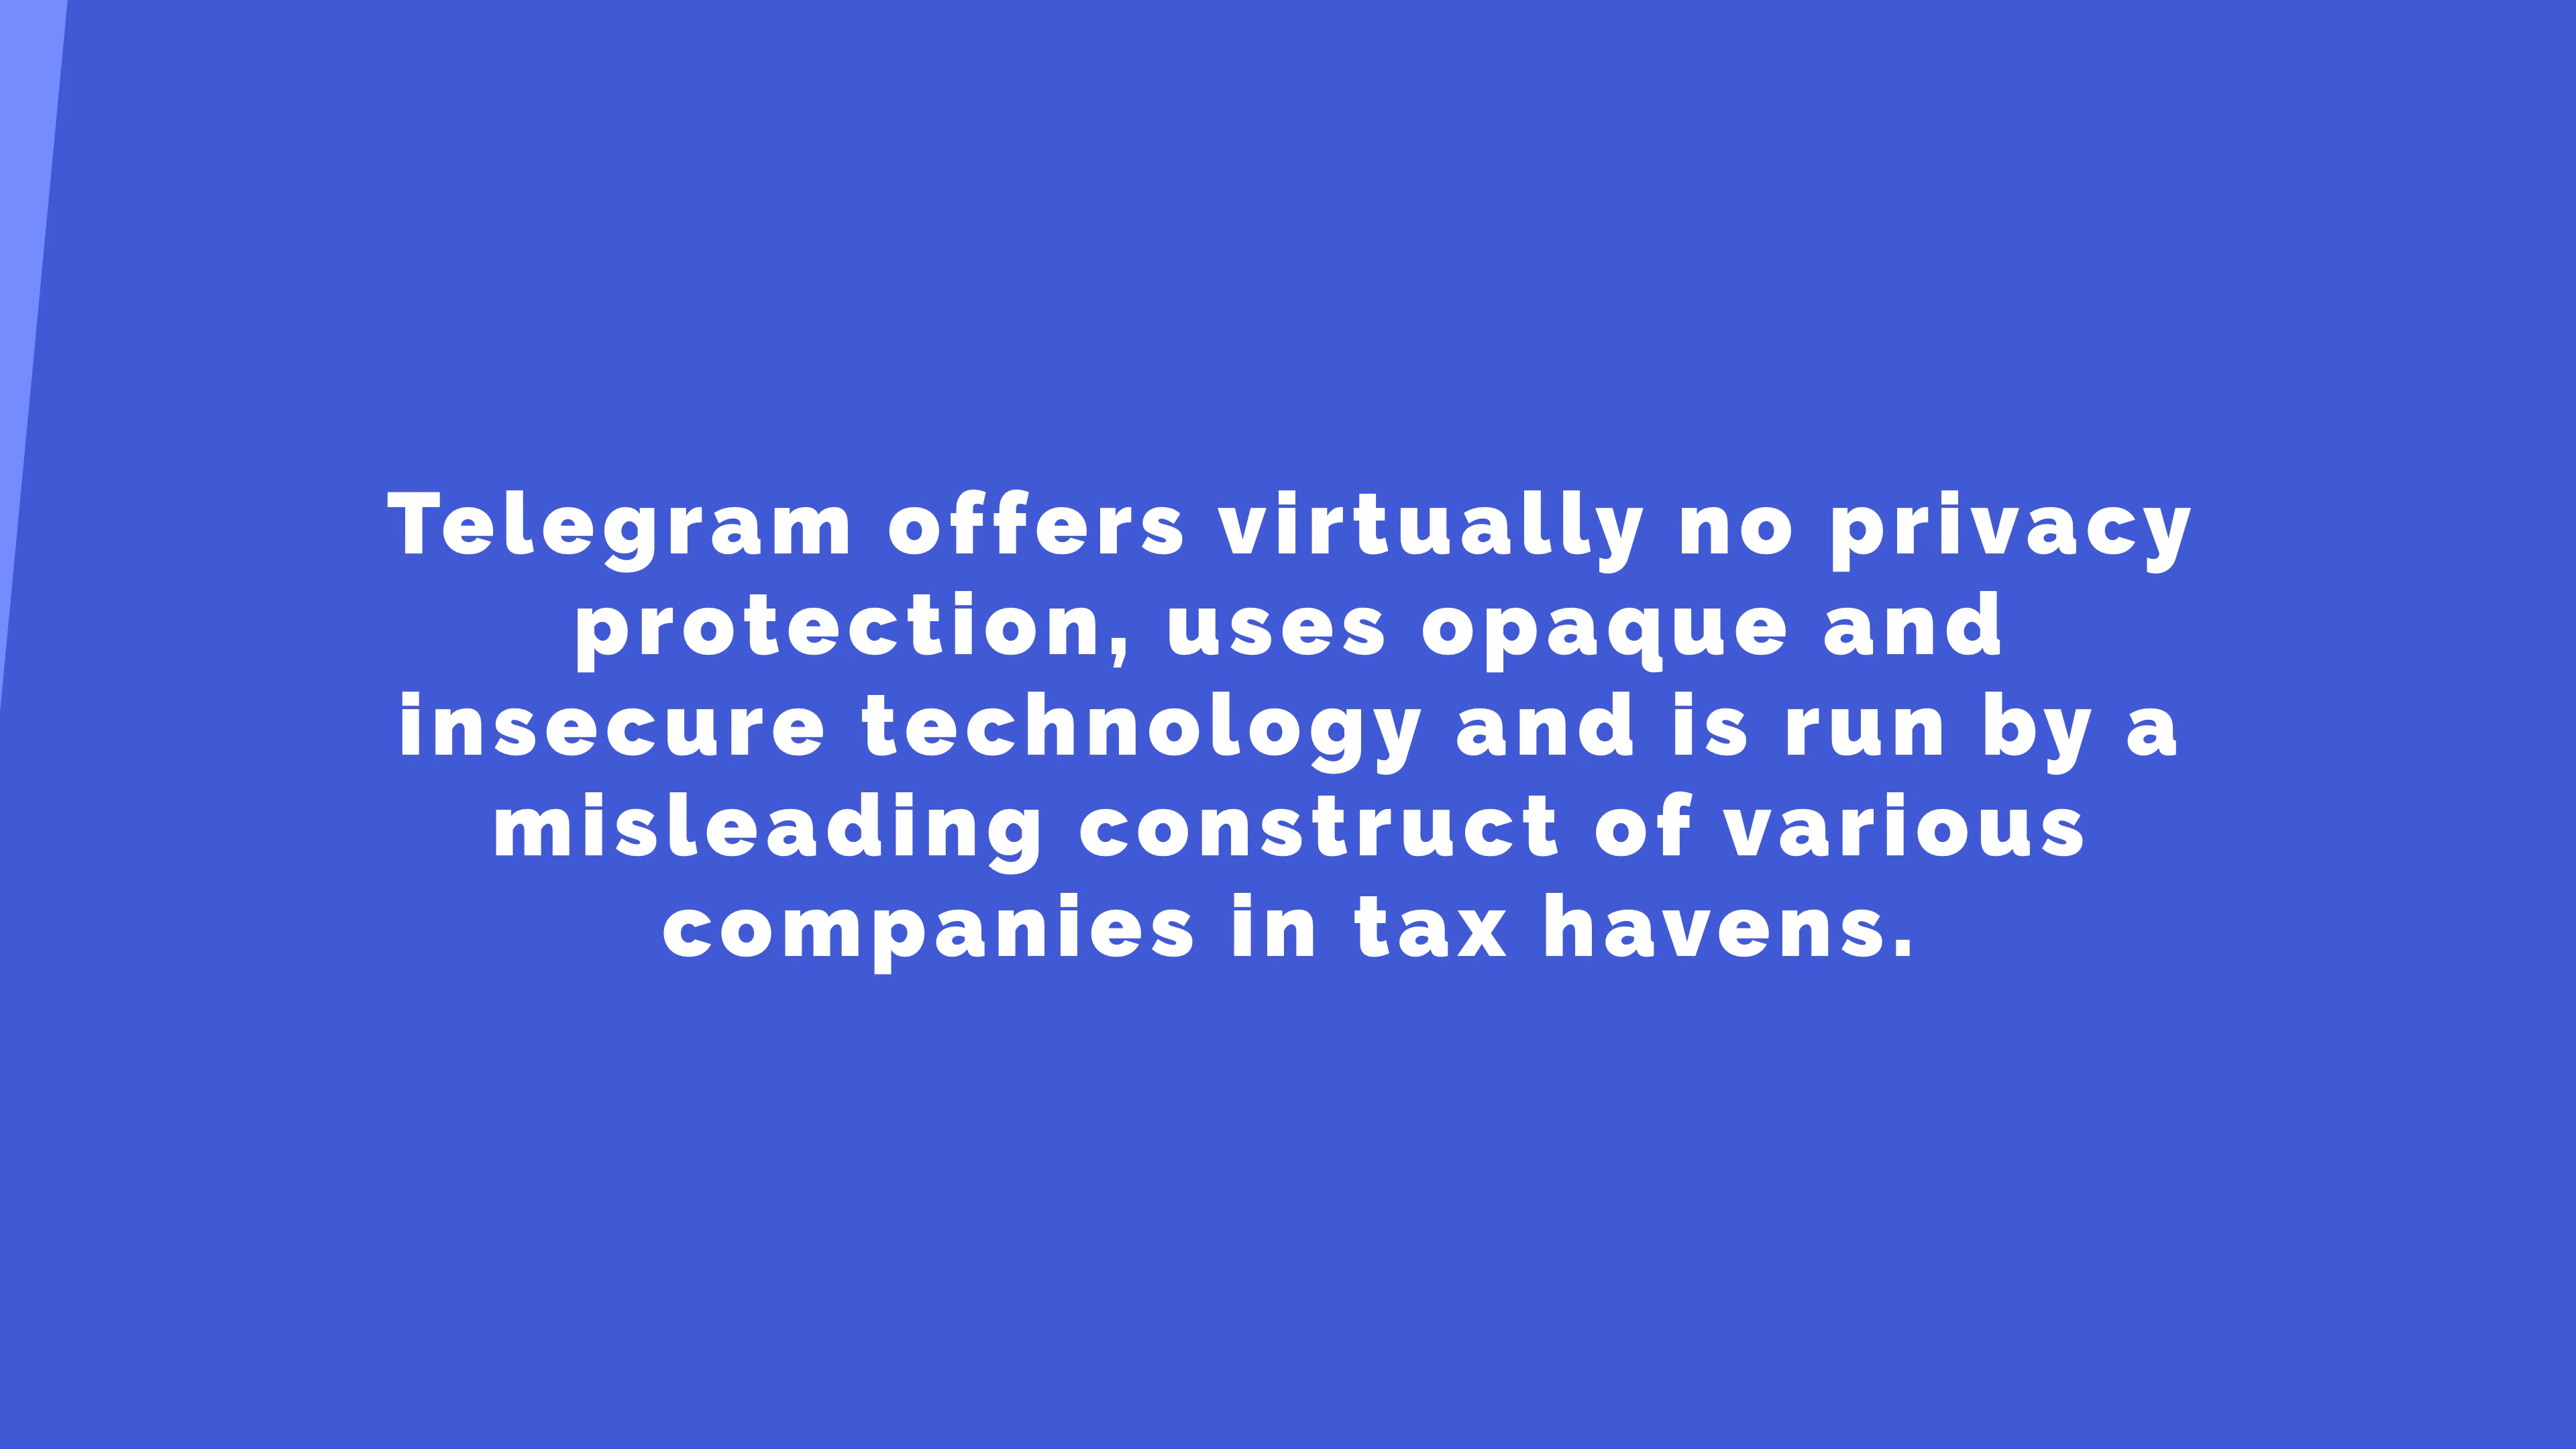 Telegram offers virtually no privacy
protection, uses opaque and
insecure technology and is run by a
misleading construct of various
companies in tax havens.